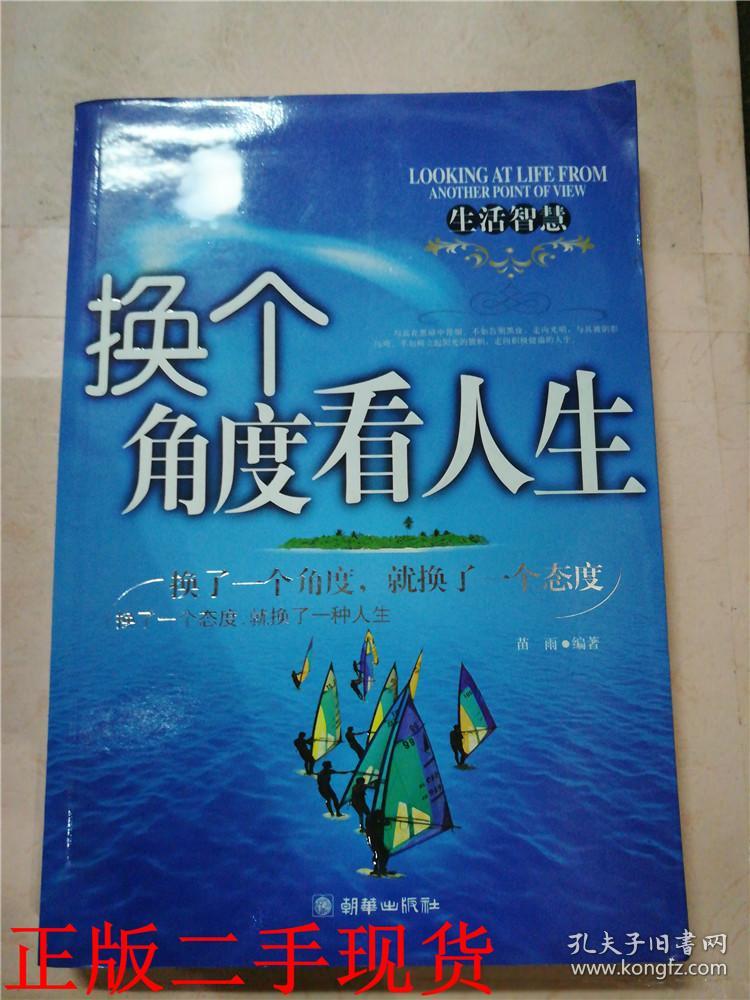 LOOKING AT LIFE FROM
ANOTHER POINT OF VIEW
生活智慧
换个
角度看人生
换了一个角度，就换了一个态度
换了一个态度，就换了一种人生
苗 雨●编著
朝华出版社
正版二手现货
孔夫子旧书网
www.kongfz.com